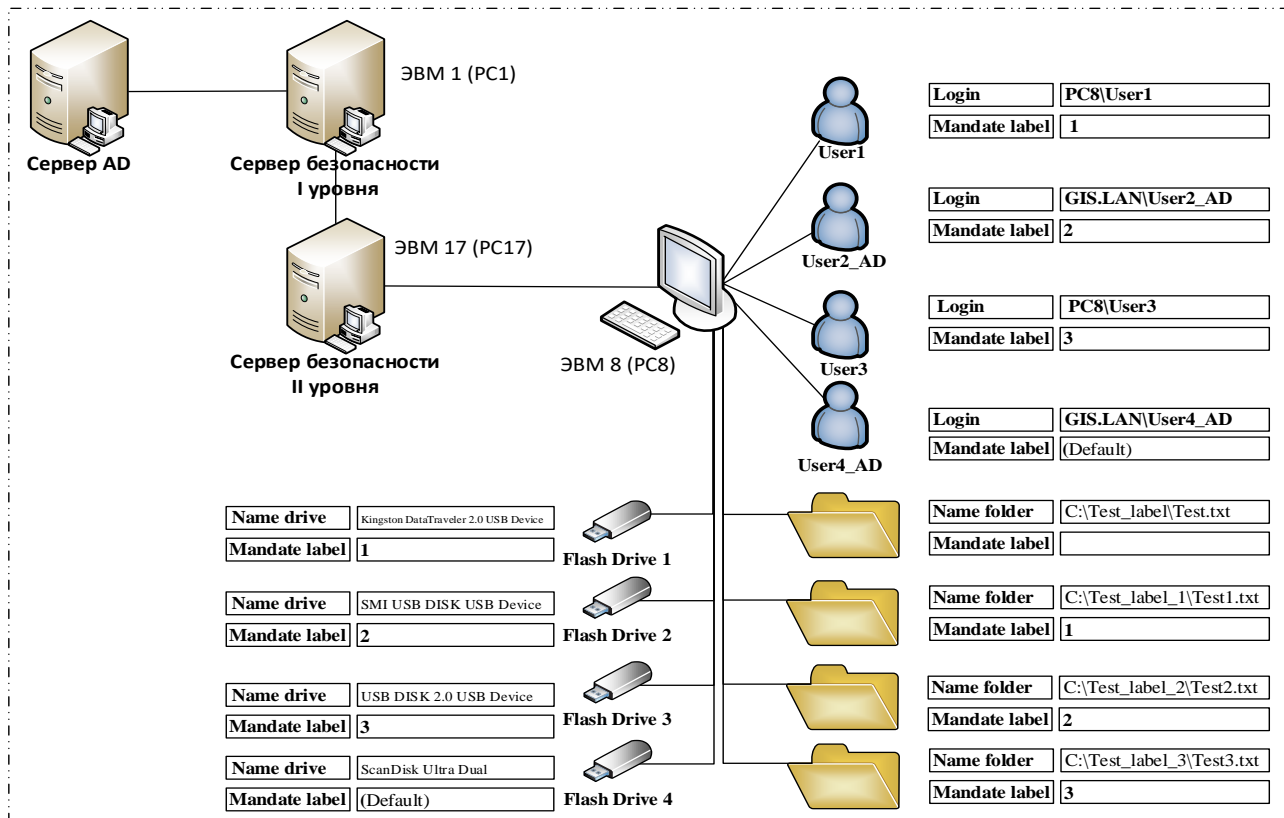 ЭВМ 1 (PC1)
Сервер AD
Сервер безопасности
I уровня
ЭВМ 17 (PC17)
Сервер безопасности
II уровня
ЭВМ 8 (PC8)
User1
Login PC8\User1
Mandate label 1
User2_AD
Login GIS.LAN\User2_AD
Mandate label 2
User3
Login PC8\User3
Mandate label 3
User4_AD
Login GIS.LAN\User4_AD
Mandate label (Default)
Name drive Kingston DataTraveler 2.0 USB Device
Mandate label 1
Flash Drive 1
Name folder C:\Test_label\Test.txt
Mandate label
Name drive SMI USB DISK USB Device
Mandate label 2
Flash Drive 2
Name folder C:\Test_label_1\Test1.txt
Mandate label 1
Name drive USB DISK 2.0 USB Device
Mandate label 3
Flash Drive 3
Name folder C:\Test_label_2\Test2.txt
Mandate label 2
Name drive ScanDisk Ultra Dual
Mandate label (Default)
Flash Drive 4
Name folder C:\Test_label_3\Test3.txt
Mandate label 3